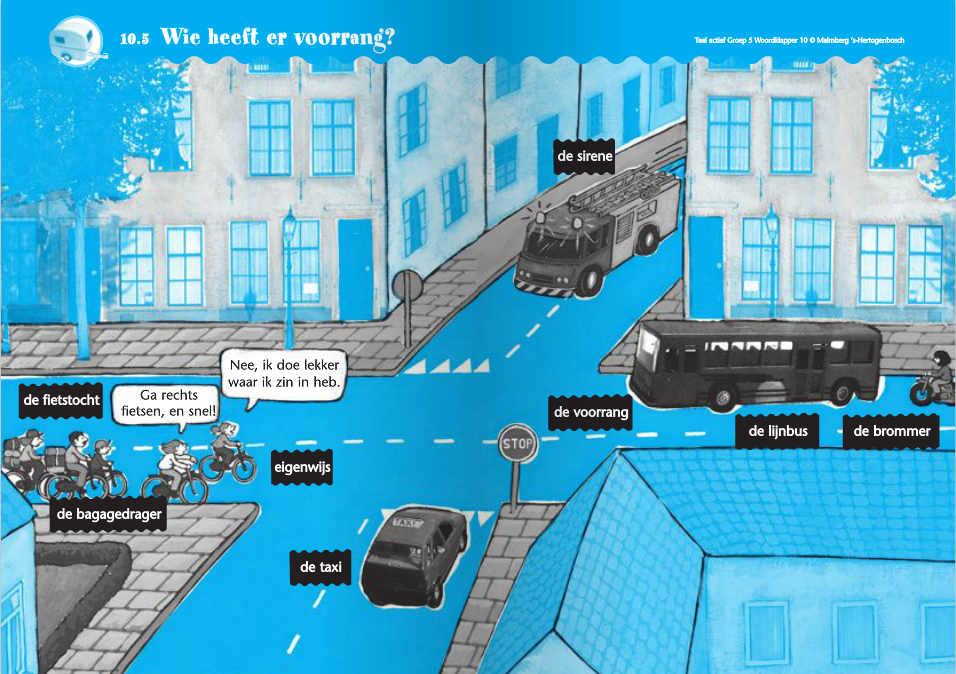 10.5 Wie heeft er voorrang?
Taal actief Groep 5 Woordklapper 10 © Malmberg 's-Hertogenbosch
de sirene
Nee, ik doe lekker
waar ik zin in heb.
de fietstocht
Ga rechts
fietsen, en snel!
de voorrang
STOP
de lijnbus
de brommer
eigenwijs
de bagagedrager
TAXI
de taxi